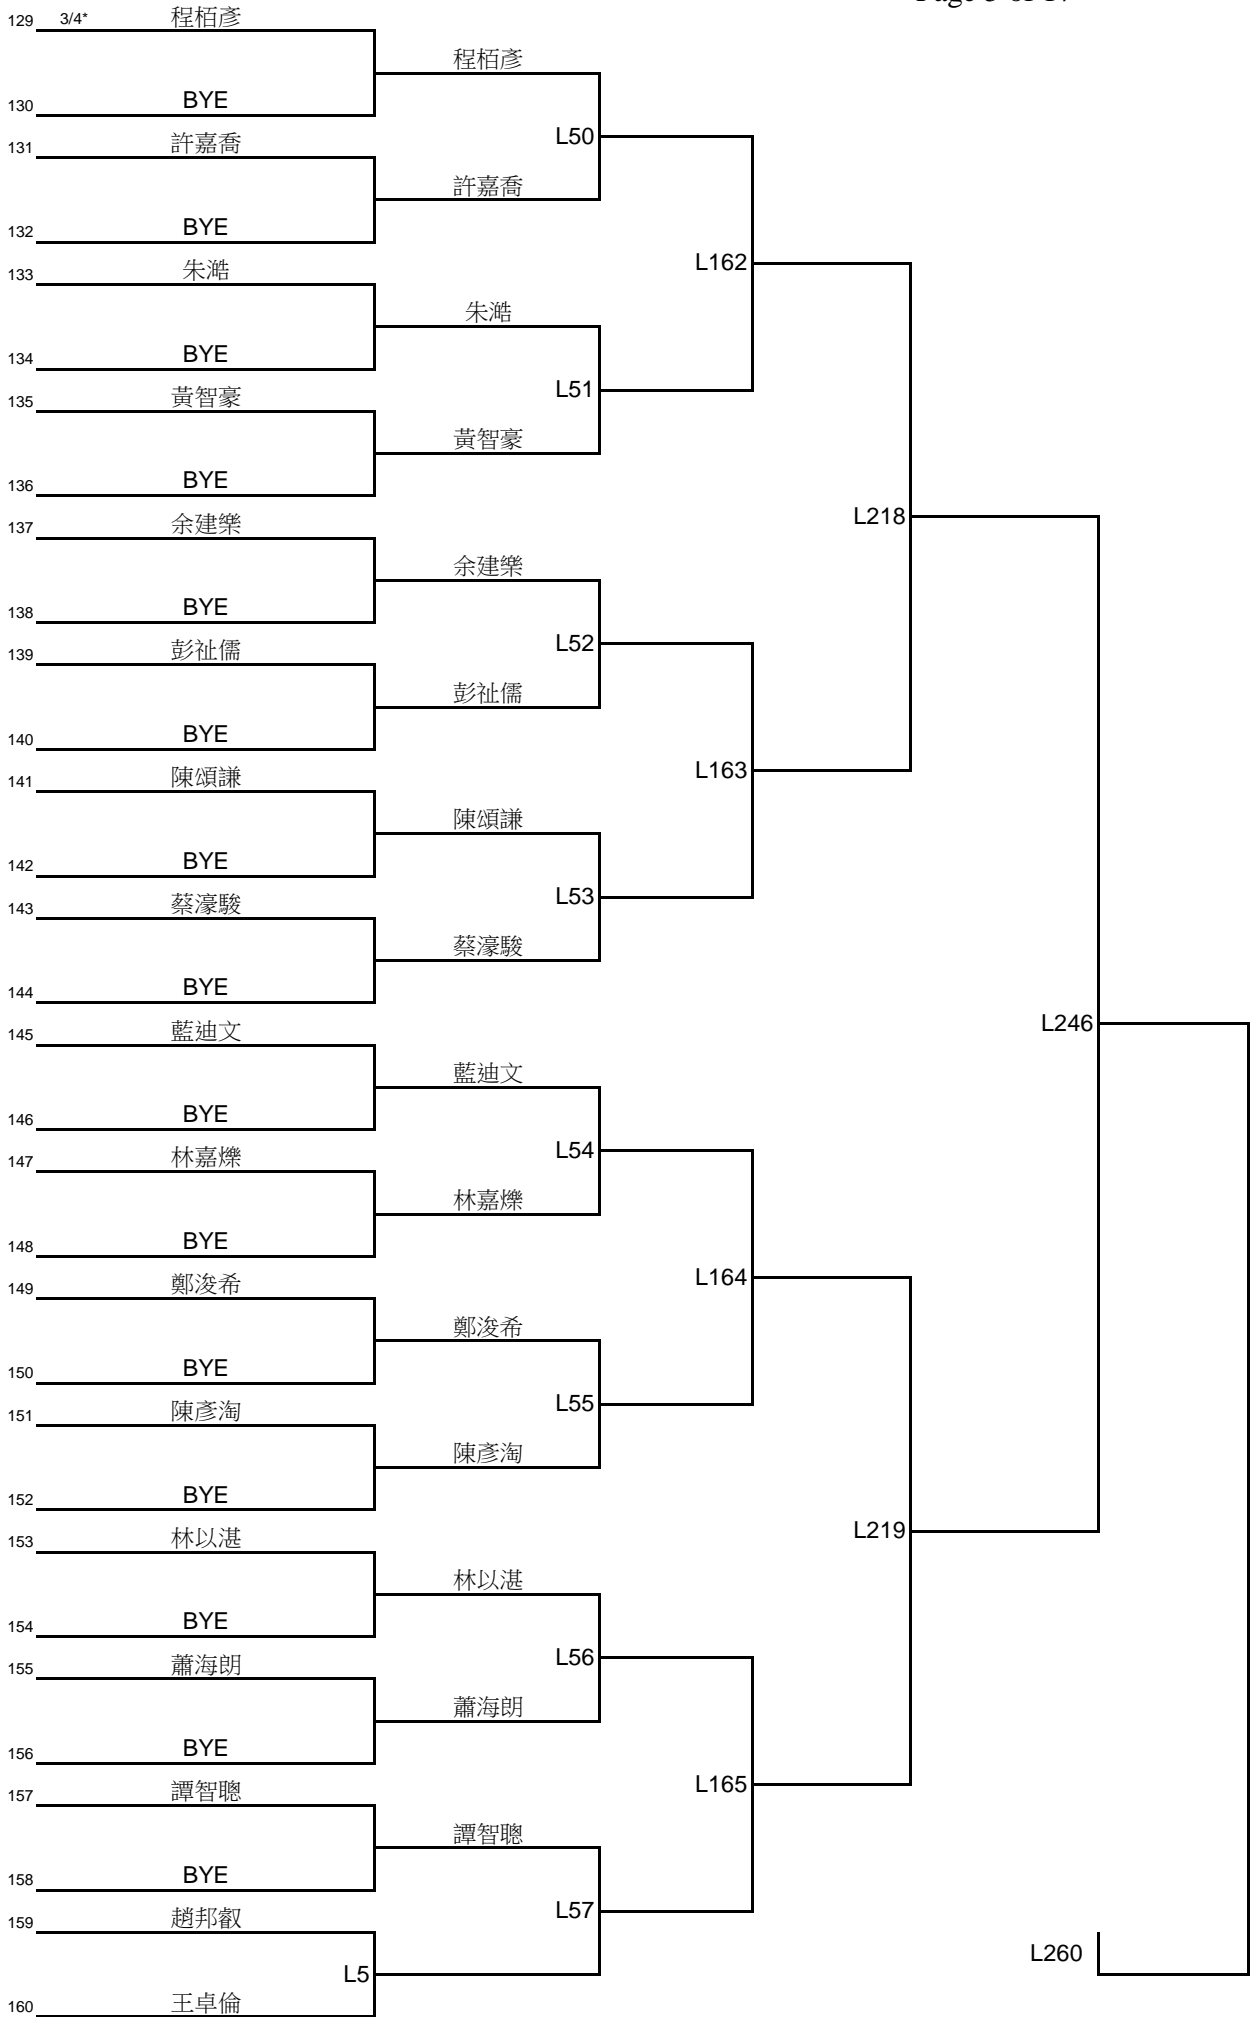 129 3/4* 程栢彥
程栢彥
130 BYE
L50
131 許嘉喬
許嘉喬
132 BYE
L162
133 朱澔
朱澔
134 BYE
L51
135 黃智豪
黃智豪
136 BYE
L218
137 余建樂
余建樂
138 BYE
L52
139 彭祉儒
彭祉儒
140 BYE
L163
141 陳頌謙
陳頌謙
142 BYE
L53
143 蔡濠駿
蔡濠駿
144 BYE
L246
145 藍迪文
藍迪文
146 BYE
L54
147 林嘉爍
林嘉爍
148 BYE
L164
149 鄭浚希
鄭浚希
150 BYE
L55
151 陳彥淘
陳彥淘
152 BYE
L219
153 林以湛
林以湛
154 BYE
L56
155 蕭海朗
蕭海朗
156 BYE
L165
157 譚智聰
譚智聰
158 BYE
L57
159 趙邦叡
L260
L5
160 王卓倫